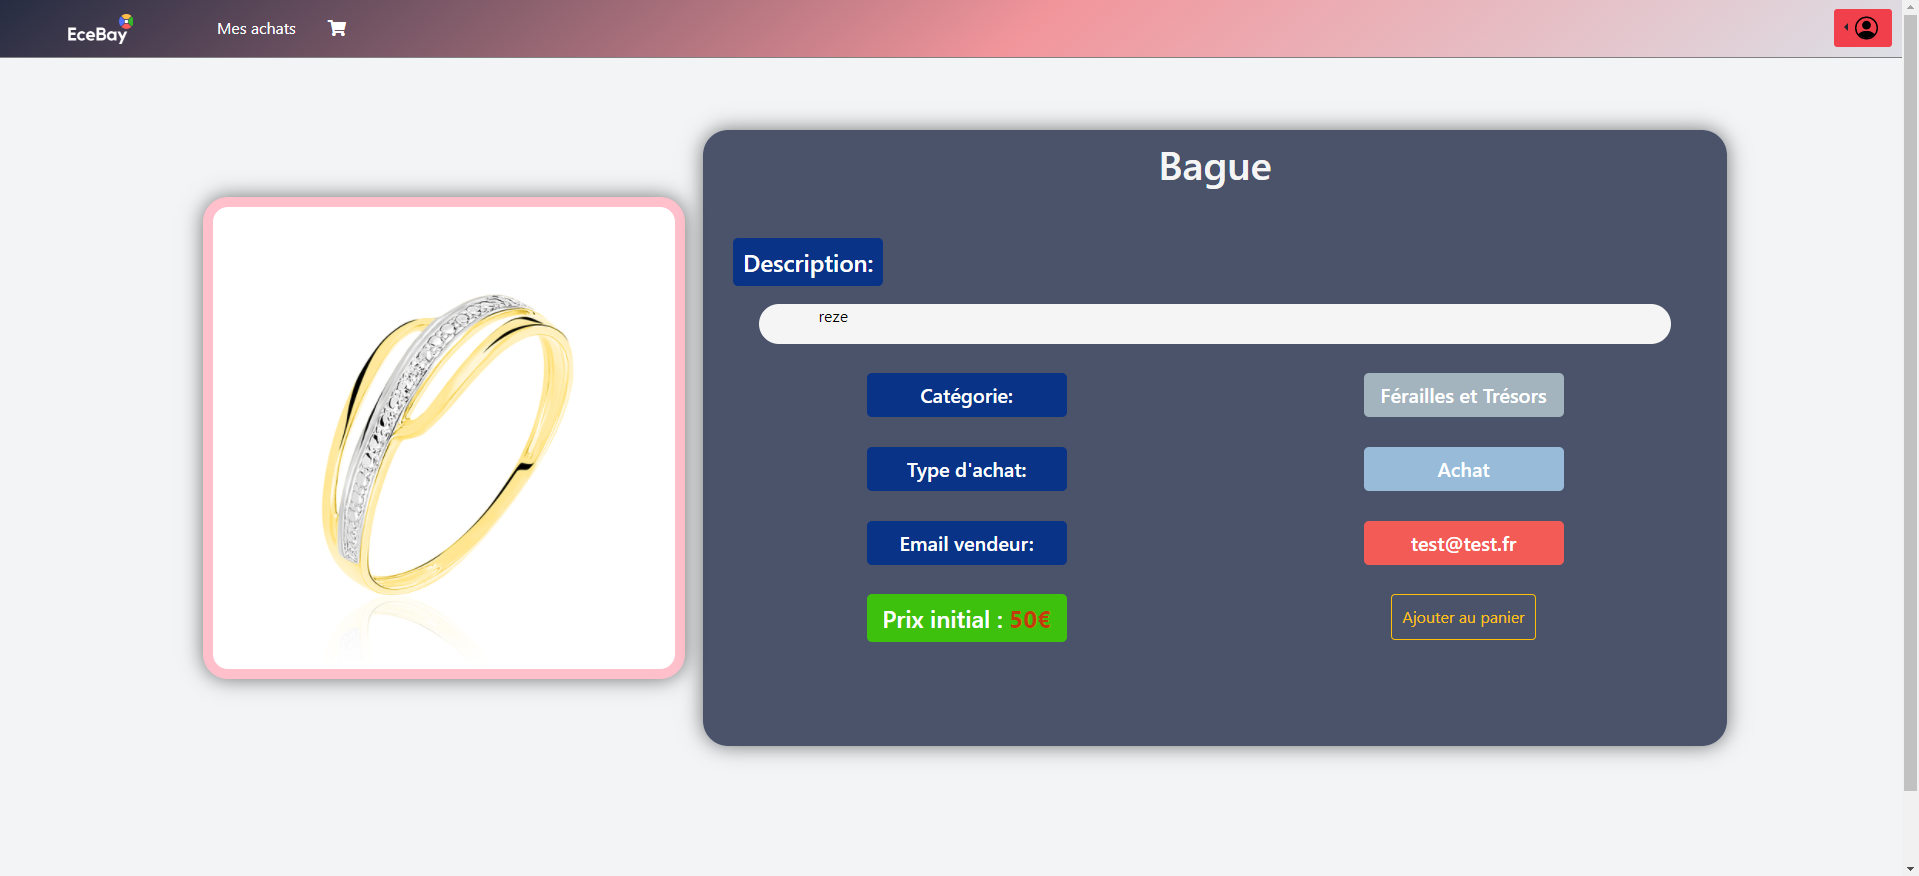 EceBay
Mes achats
Bague
Description:
reze
Catégorie:
Férailles et Trésors
Type d'achat:
Achat
Email vendeur:
test@test.fr
Prix initial : 50€
Ajouter au panier